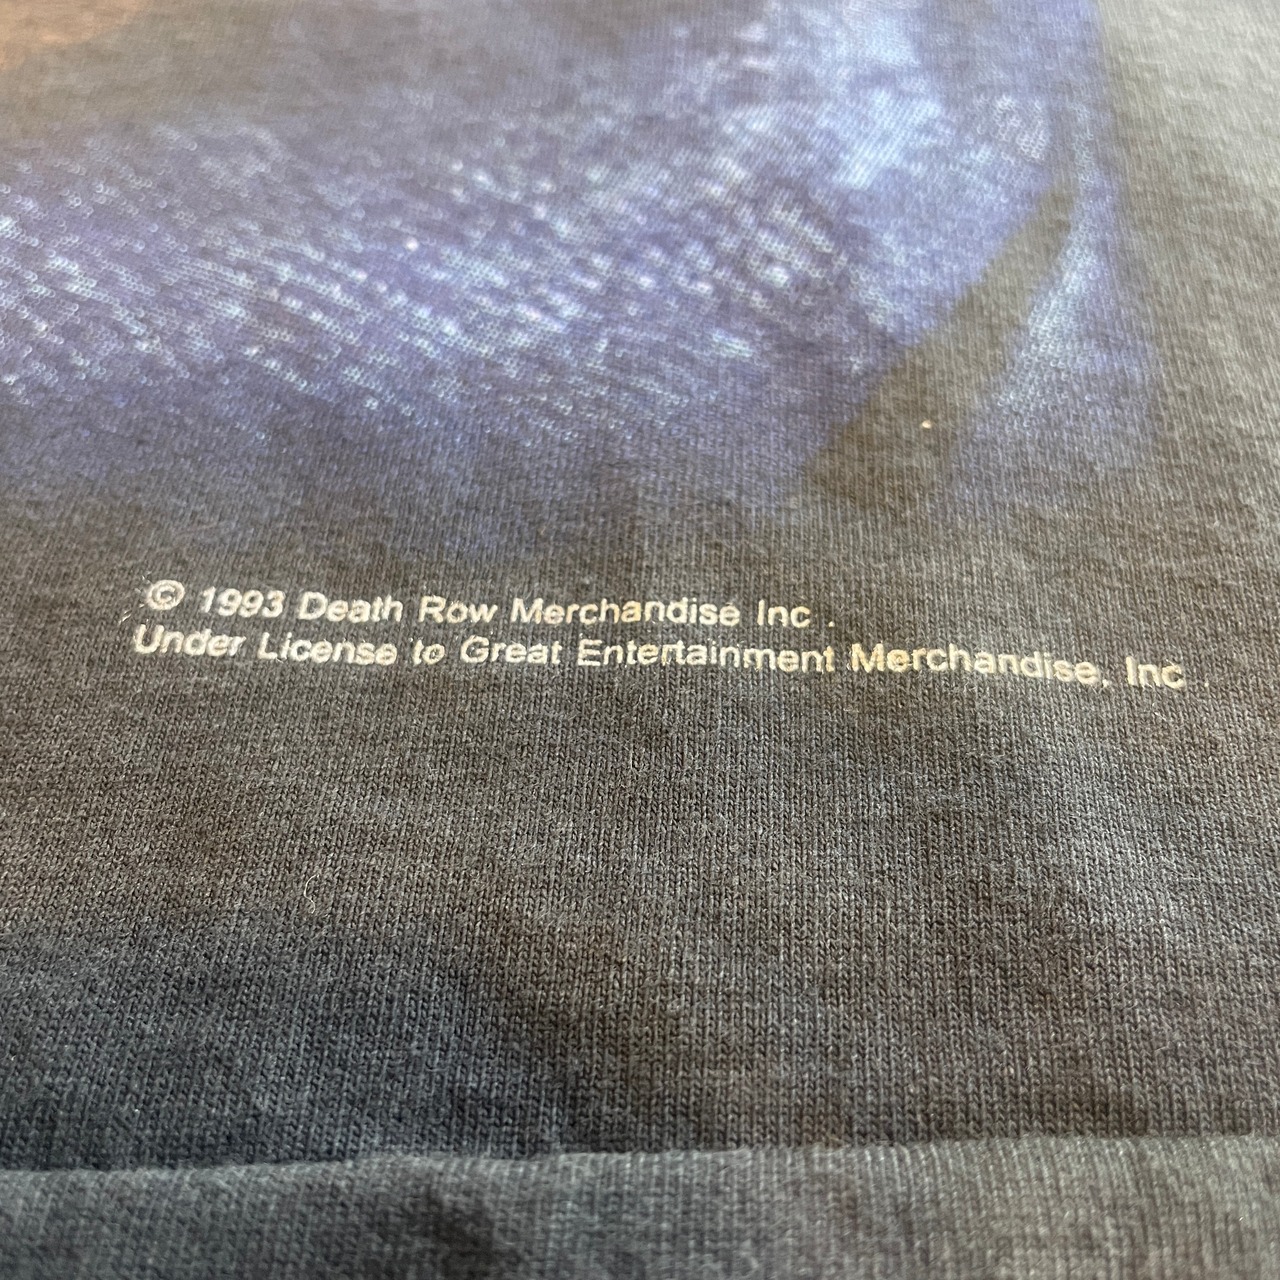 © 1993 Death Row Merchandise Inc .
Under License to Great Entertainment Merchandise, Inc .